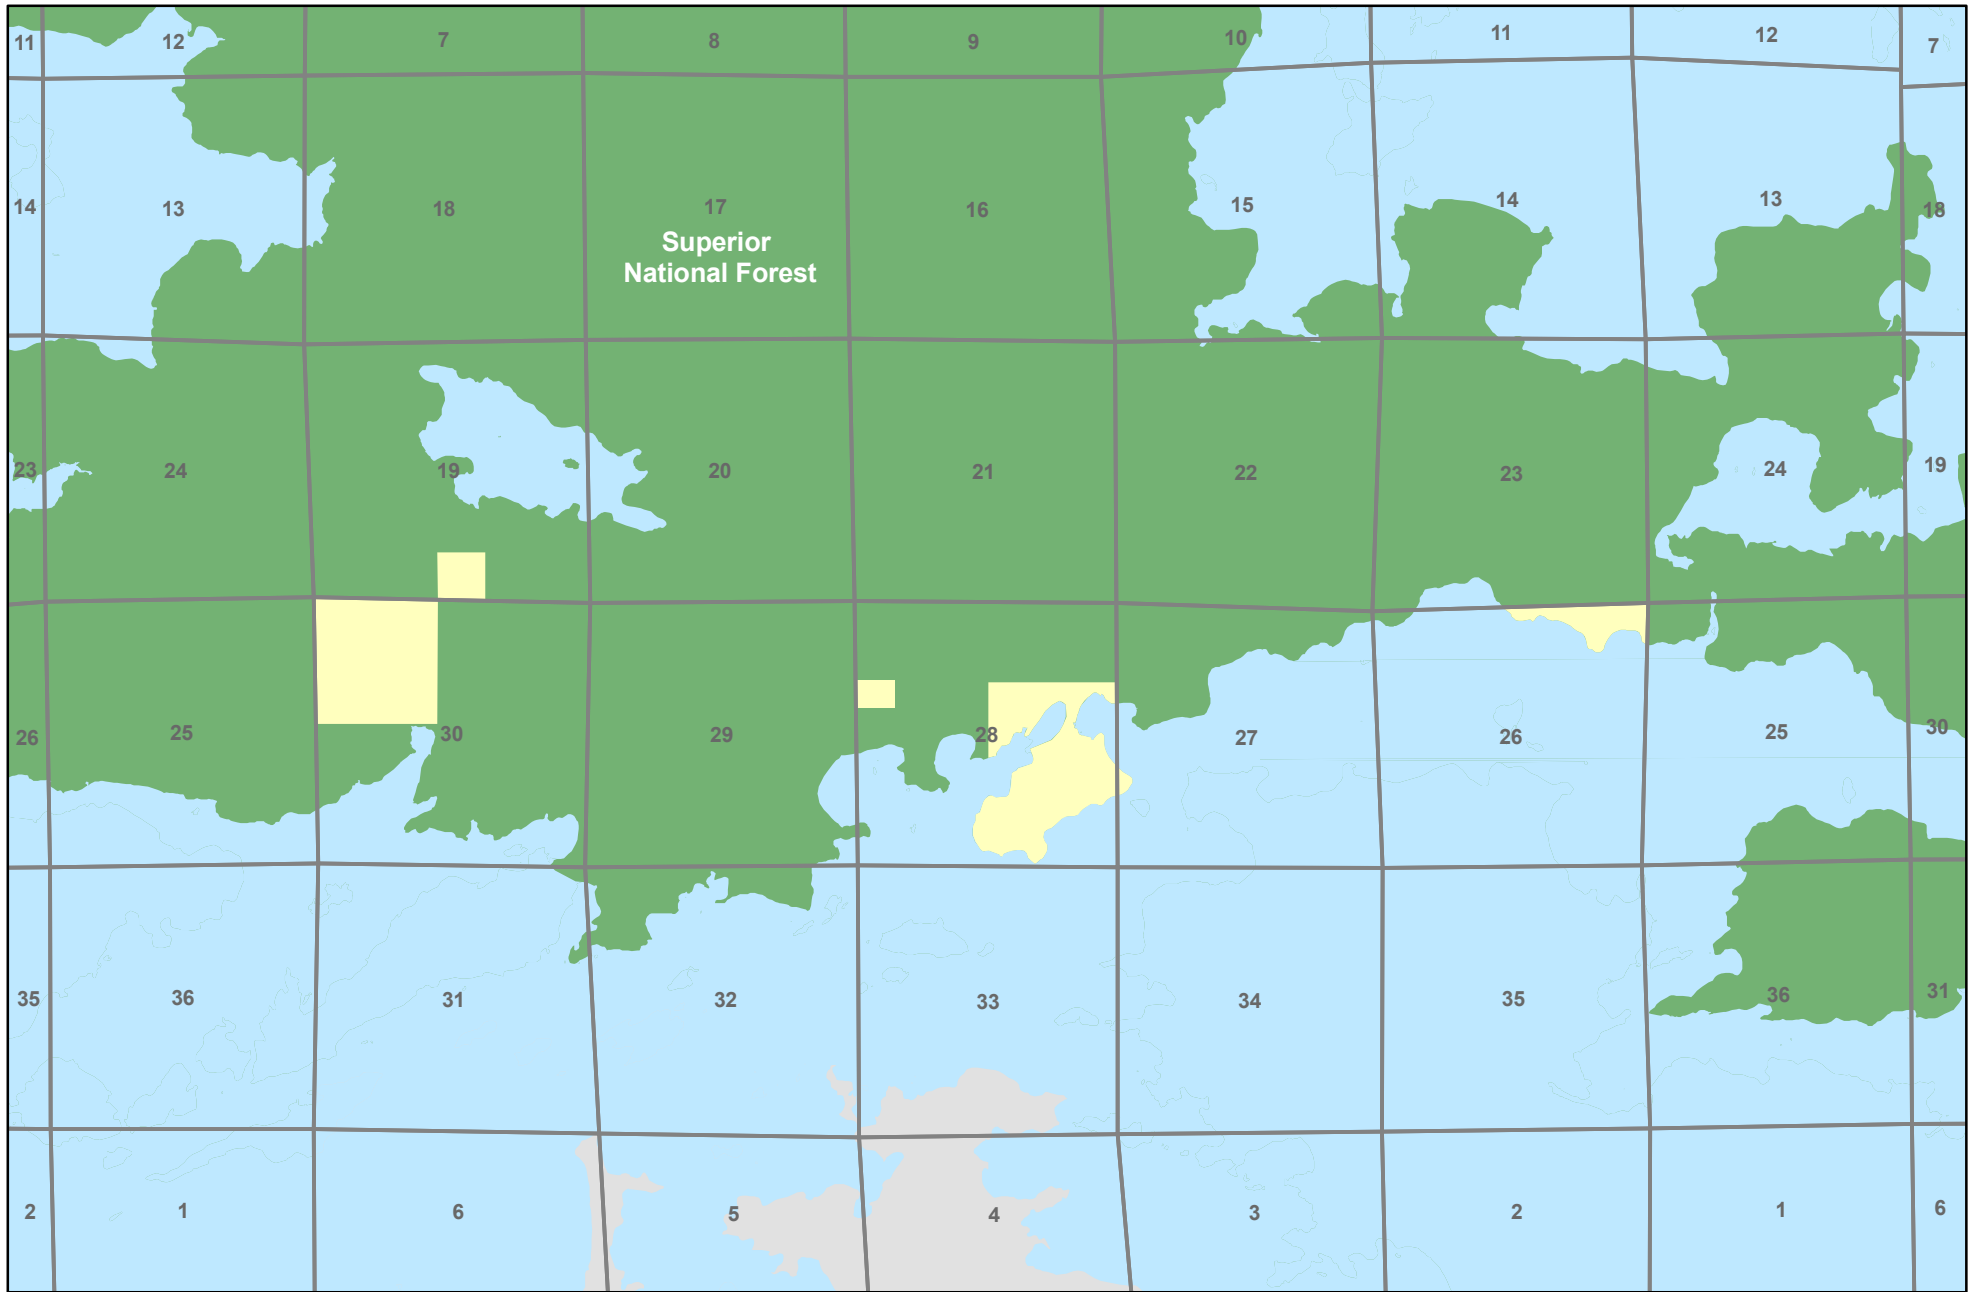 11 12 7 8 9 10 11 12 7
14 13 18 17 16 15 14 13 18
Superior
National Forest
23 24 19 20 21 22 23 24 19
26 25 30 29 28 27 26 25 30
35 36 31 32 33 34 35 36 31
2 1 6 5 4 3 2 1 6